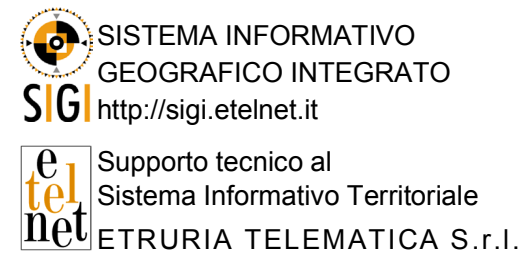 SISTEMA INFORMATIVO
GEOGRAFICO INTEGRATO
SIGI http://sigi.etelnet.it
e tel net
Supporto tecnico al
Sistema Informativo Territoriale
ETRURIA TELEMATICA S.r.l.